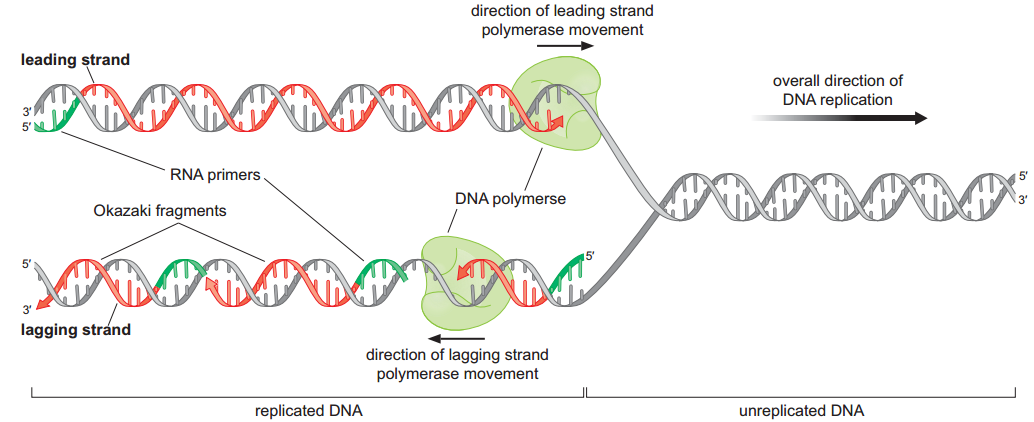 direction of leading strand
polymerase movement
leading strand
overall direction of
DNA replication
3′
5′
RNA primers
5′
3′
DNA polymerse
Okazaki fragments
5′
5′
3′
lagging strand
direction of lagging strand
polymerase movement
replicated DNA
unreplicated DNA